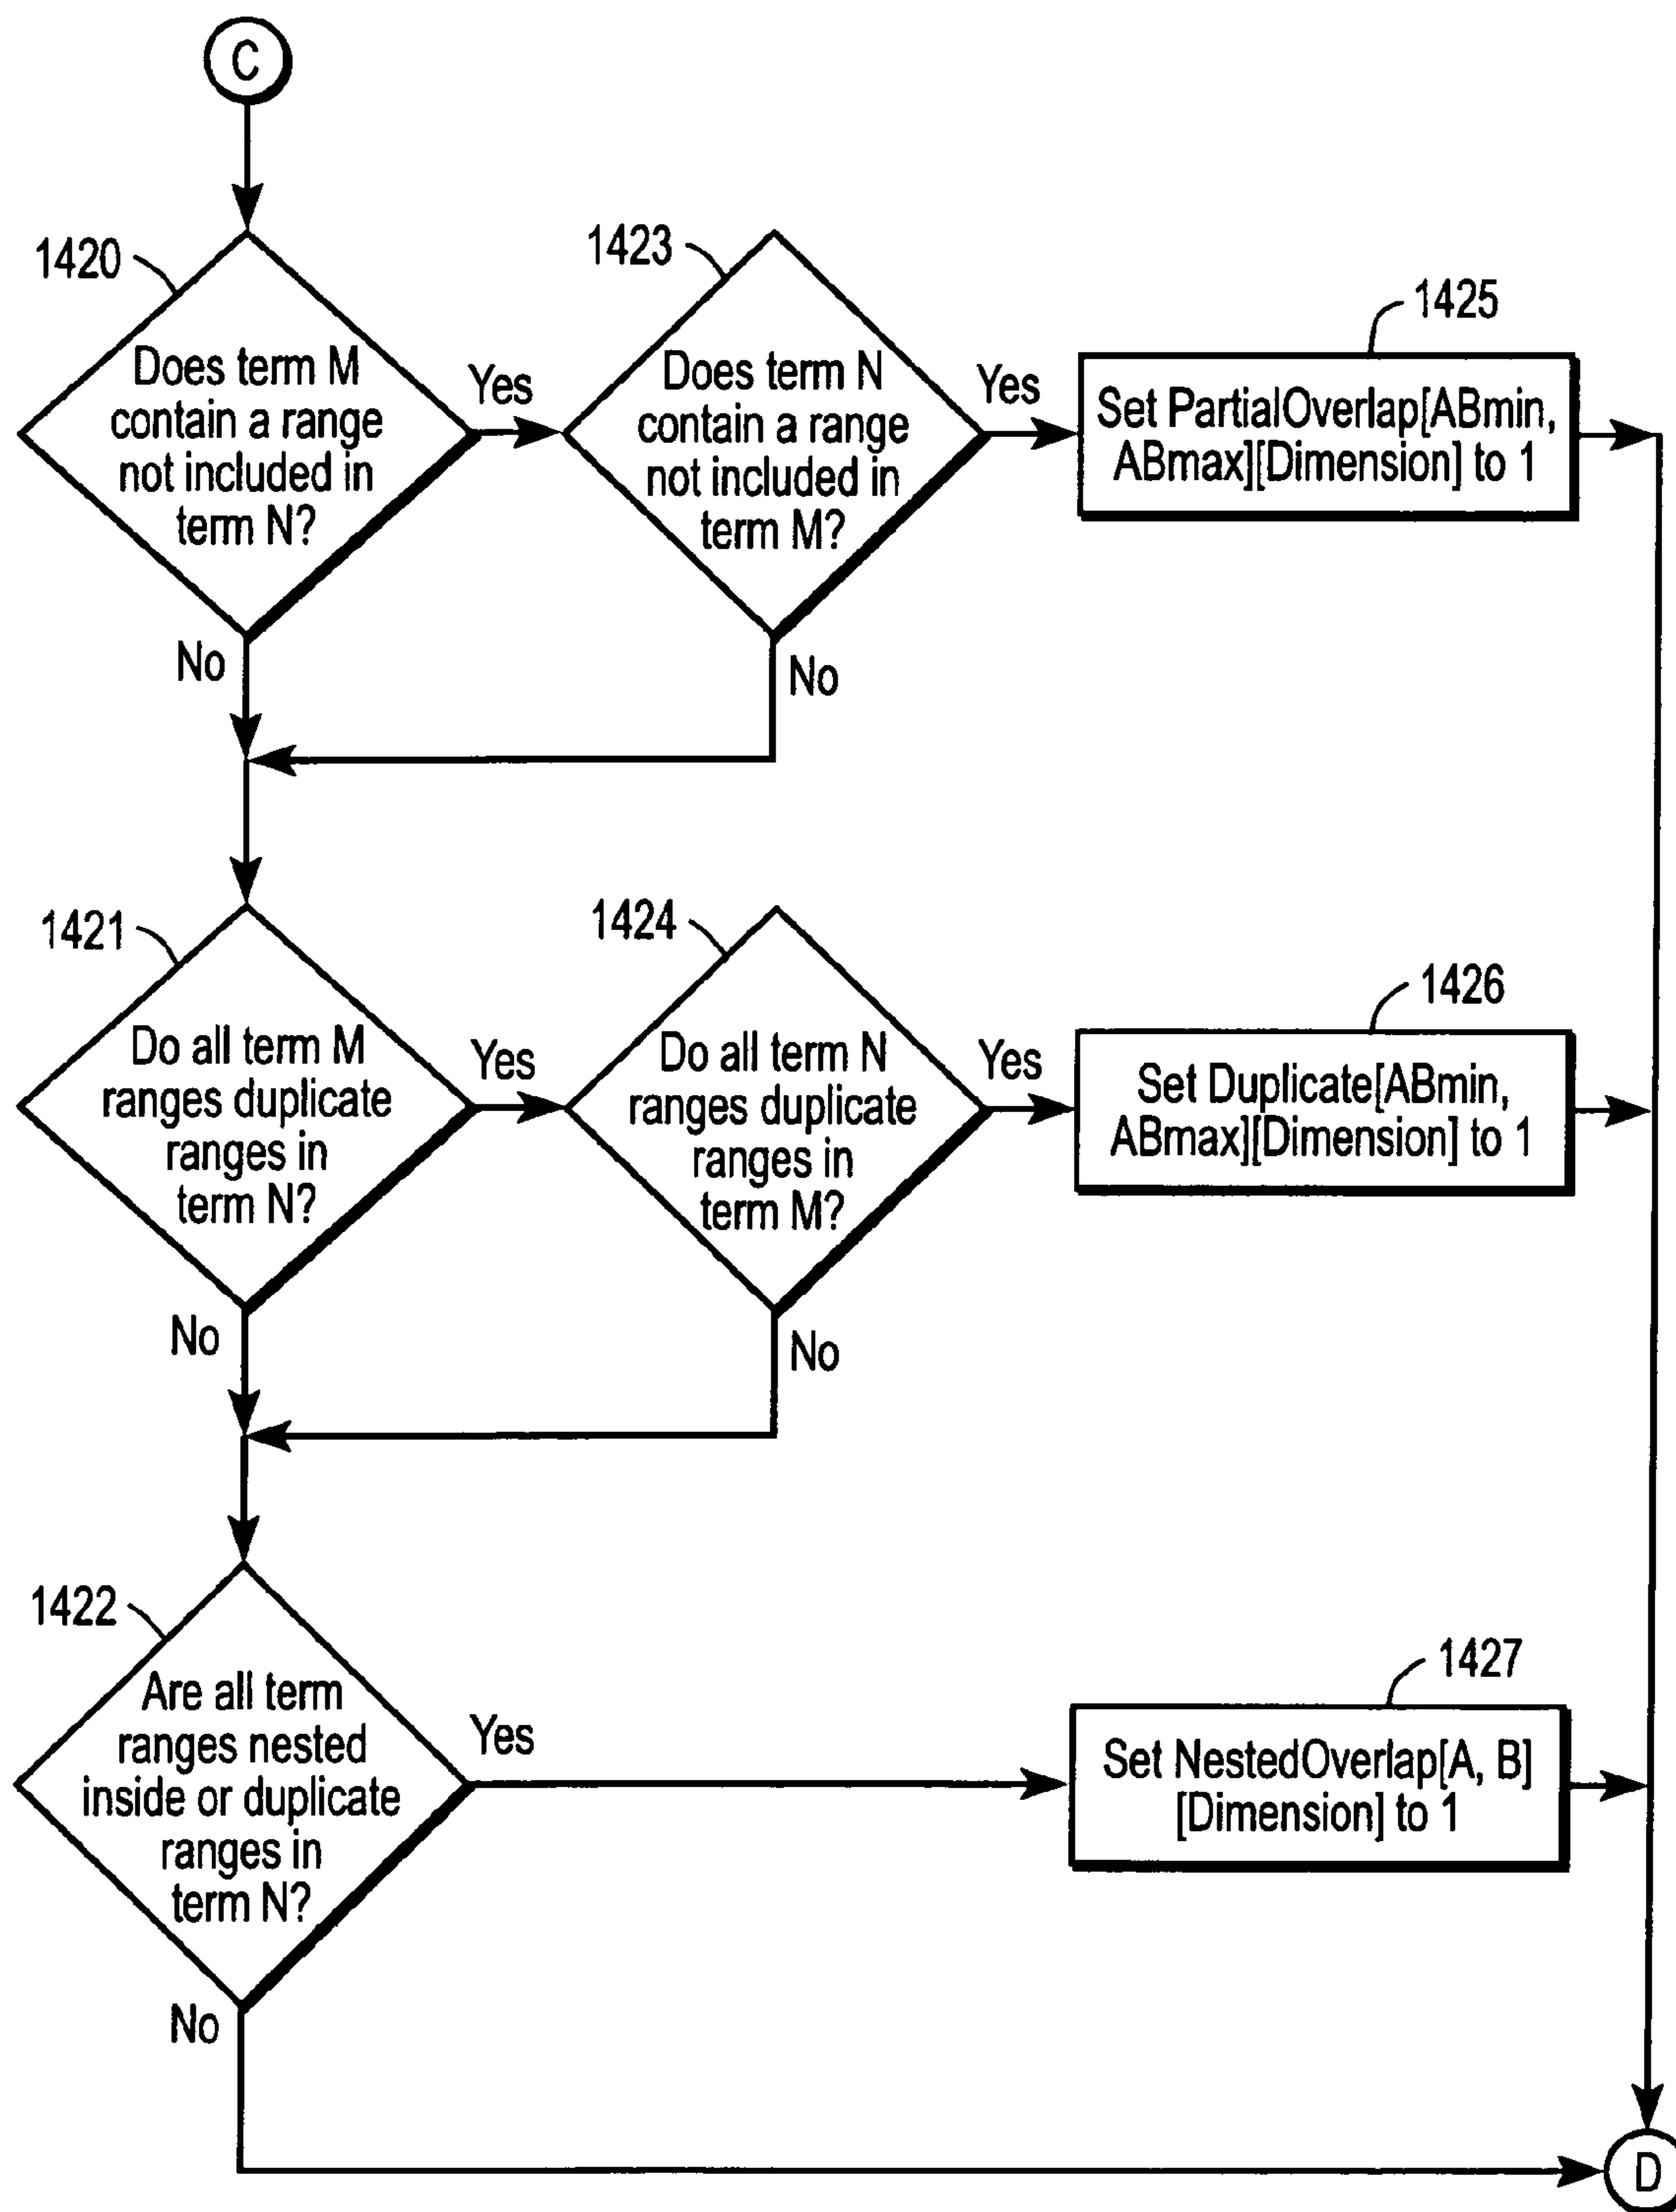 C
1420
Does term M
contain a range
not included in
term N?
Yes
No
1423
Does term N
contain a range
not included in
term M?
Yes
No
1425
Set PartialOverlap[ABmin,
ABmax][Dimension] to 1
1421
Do all term M
ranges duplicate
ranges in
term N?
Yes
No
1424
Do all term N
ranges duplicate
ranges in
term M?
Yes
No
1426
Set Duplicate[ABmin,
ABmax][Dimension] to 1
1422
Are all term
ranges nested
inside or duplicate
ranges in
term N?
Yes
No
1427
Set NestedOverlap[A, B]
[Dimension] to 1
D